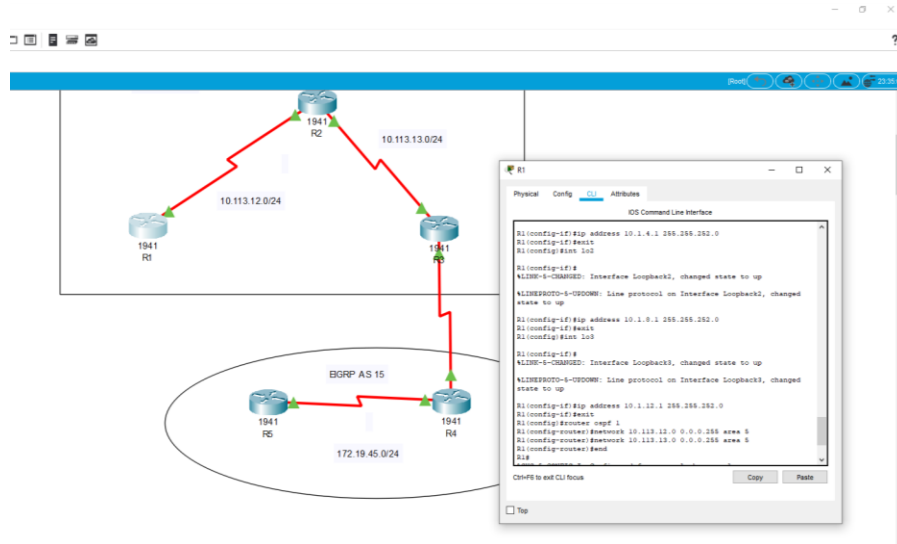 ?
[Root]
23:35:
1941
R2
10.113.13.0/24
10.113.12.0/24
1941
R1
1941
R3
EIGRP AS 15
1941
R5
1941
R4
172.19.45.0/24
R1
Physical Config CLI Attributes
IOS Command Line Interface
R1(config-if)#ip address 10.1.4.1 255.255.252.0
R1(config-if)#exit
R1(config)#int lo2
R1(config-if)#
%LINK-5-CHANGED: Interface Loopback2, changed state to up
%LINEPROTO-5-UPDOWN: Line protocol on Interface Loopback2, changed
state to up
R1(config-if)#ip address 10.1.8.1 255.255.252.0
R1(config-if)#exit
R1(config)#int lo3
R1(config-if)#
%LINK-5-CHANGED: Interface Loopback3, changed state to up
%LINEPROTO-5-UPDOWN: Line protocol on Interface Loopback3, changed
state to up
R1(config-if)#ip address 10.1.12.1 255.255.252.0
R1(config-if)#exit
R1(config)#router ospf 1
R1(config-router)#network 10.113.12.0 0.0.0.255 area 5
R1(config-router)#network 10.113.13.0 0.0.0.255 area 5
R1(config-router)#end
R1#
Ctrl+F6 to exit CLI focus
Copy
Paste
Top